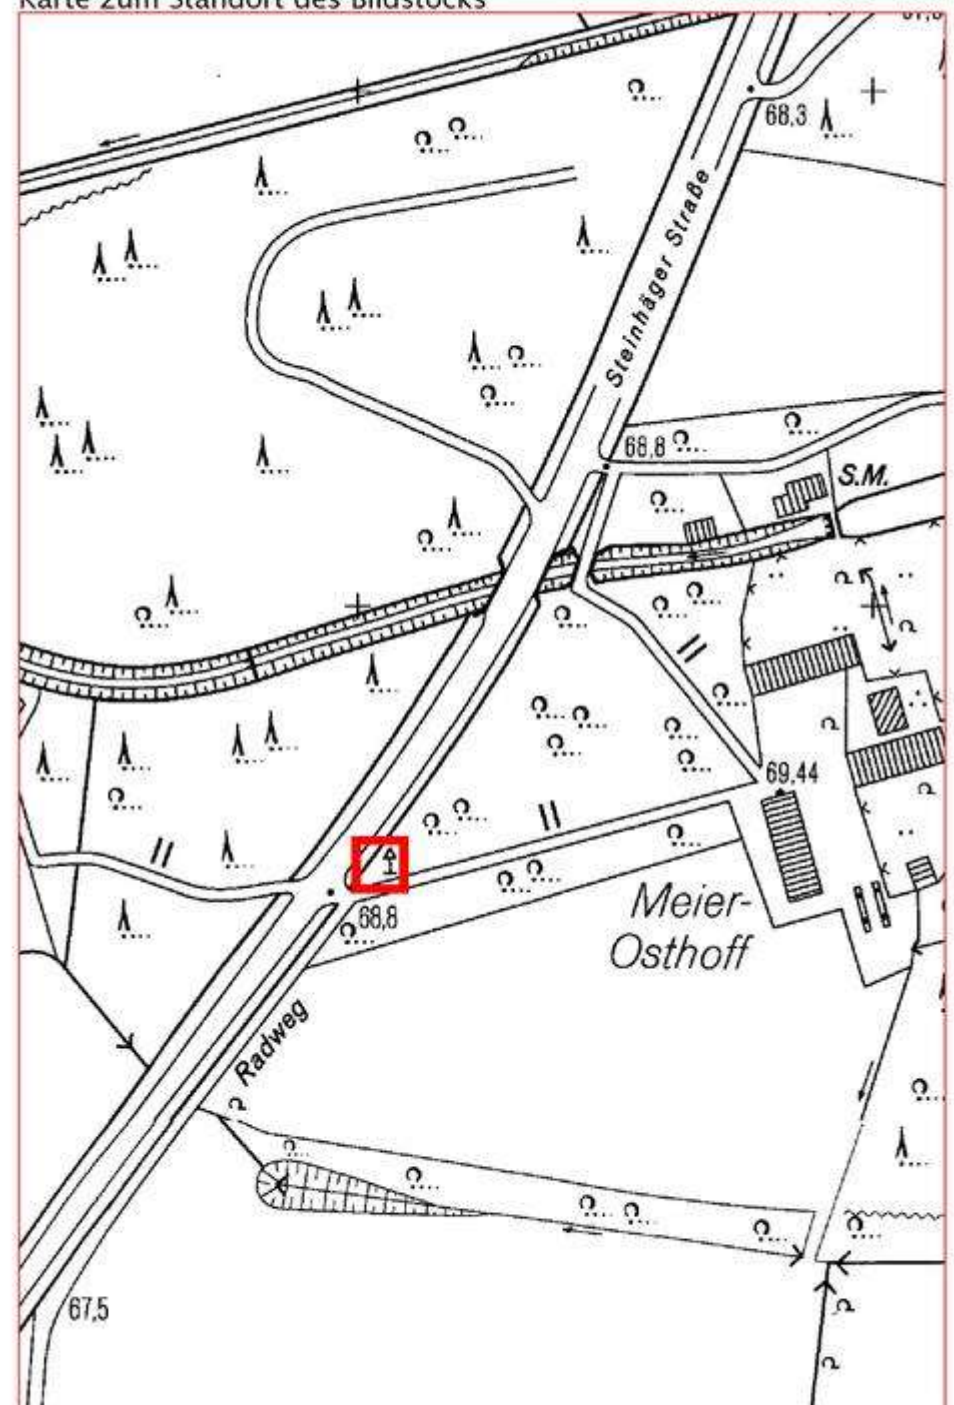 Karte zum Standort des Bildstocks
68,3
Steinhäger Straße
68,8
S.M.
69,44
68,8
Meier-
Osthoff
Radweg
67,5